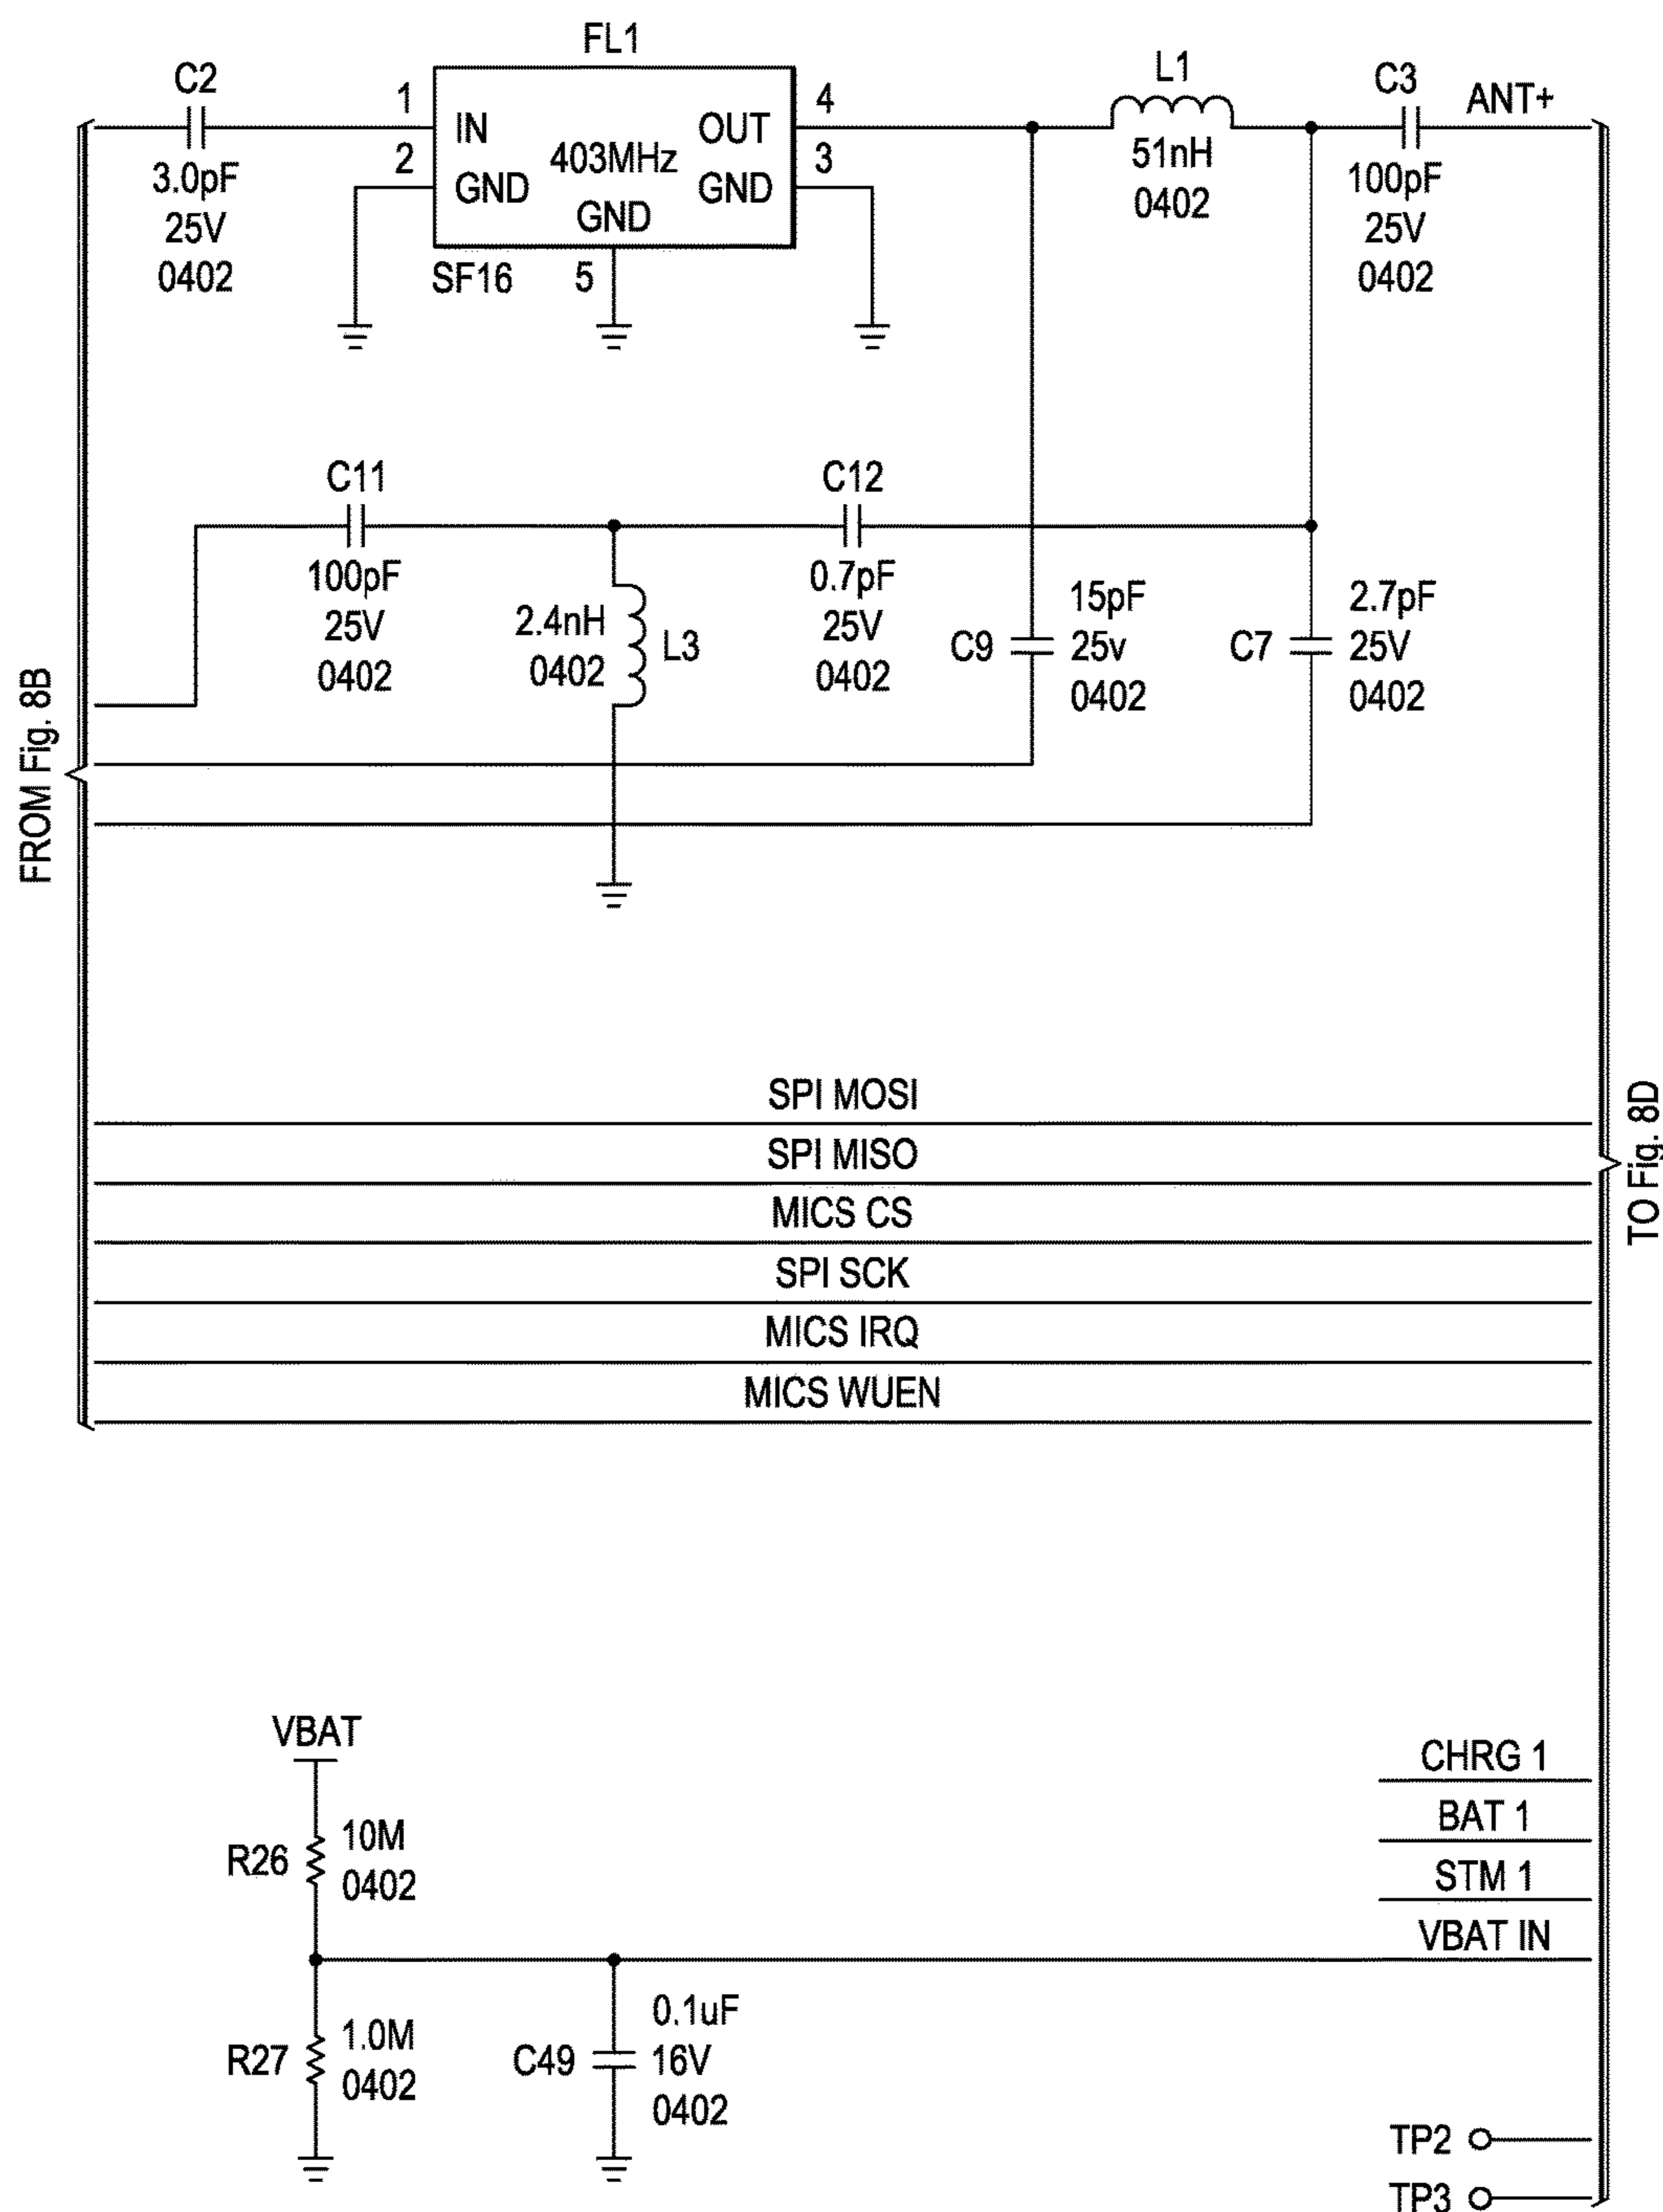 FL1
C2
3.0pF
25V
0402
1
2
IN
GND
403MHz
GND
OUT
GND
4
3
SF16
5
L1
51nH
0402
C3
100pF
25V
0402
ANT+
C11
100pF
25V
0402
2.4nH
0402
L3
C12
0.7pF
25V
0402
C9
15pF
25v
0402
C7
2.7pF
25V
0402
FROM Fig. 8B
SPI MOSI
SPI MISO
MICS CS
SPI SCK
MICS IRQ
MICS WUEN
TO Fig. 8D
VBAT
R26
10M
0402
R27
1.0M
0402
C49
0.1uF
16V
0402
CHRG 1
BAT 1
STM 1
VBAT IN
TP2
TP3